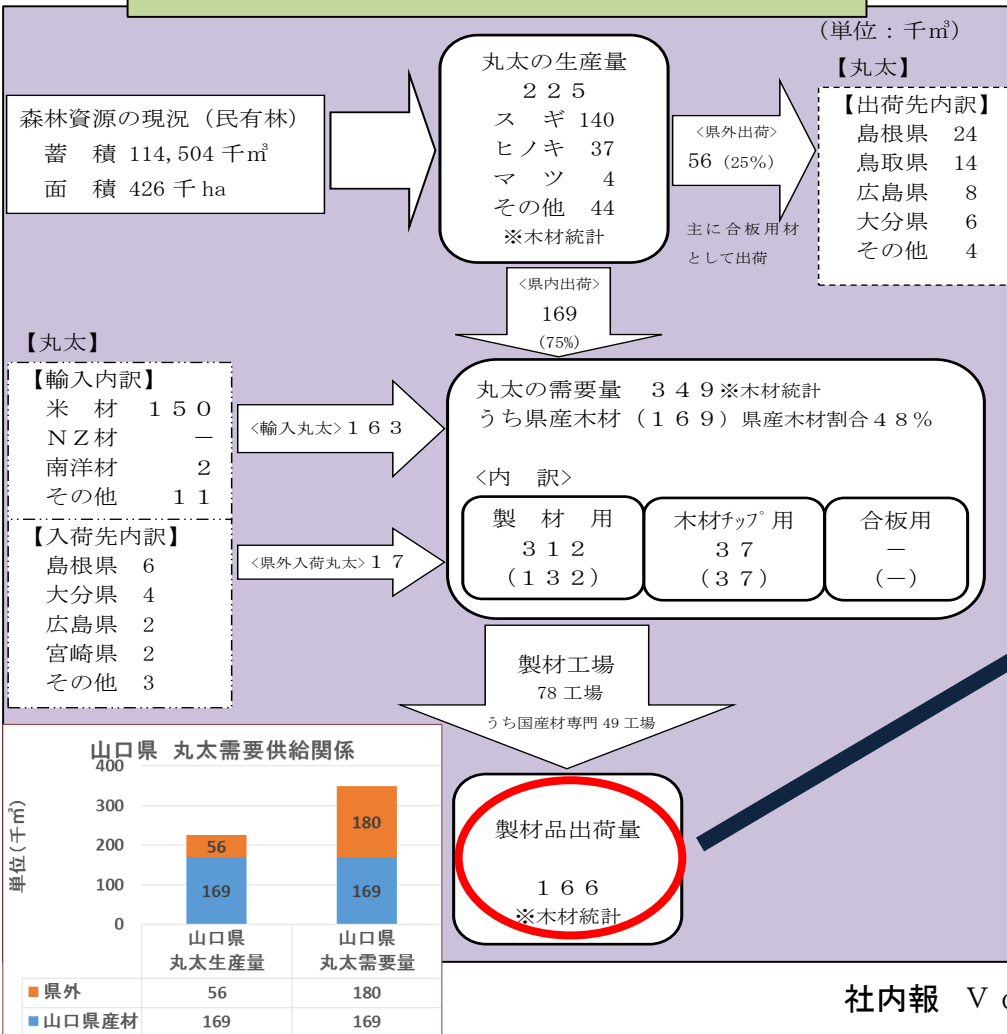 (単位:千㎥)
森林資源の現況(民有林)
蓄 積 114,504 千㎥
面 積 426 千 ha
丸太の生産量
２２５
ス ギ 140
ヒノキ 37
マ ツ 4
その他 44
※木材統計
<県外出荷>
56 (25%)
主に合板用材
として出荷
【丸太】
【出荷先内訳】
島根県 24
鳥取県 14
広島県 8
大分県 6
その他 4
<県内出荷>
169
(75%)
【丸太】
【輸入内訳】
米 材 １５０
ＮＺ材 －
南洋材 ２
その他 １１
<輸入丸太>１６３
【入荷先内訳】
島根県 6
大分県 4
広島県 2
宮崎県 2
その他 3
<県外入荷丸太>１７
丸太の需要量 ３４９※木材統計
うち県産木材（１６９）県産木材割合４８％
<内 訳>
製 材 用
３１２
（１３２）
木材ﾁｯﾌﾟ用
３７
（３７）
合板用
－
（－）
製材工場
78 工場
うち国産材専門 49 工場
製材品出荷量
１６６
※木材統計
山口県 丸太需要供給関係
単位(千㎥)
400
300
200
100
0
56
169
180
169
山口県
丸太生産量
山口県
丸太需要量
県外 56 180
山口県産材 169 169
社内報 Ｖ